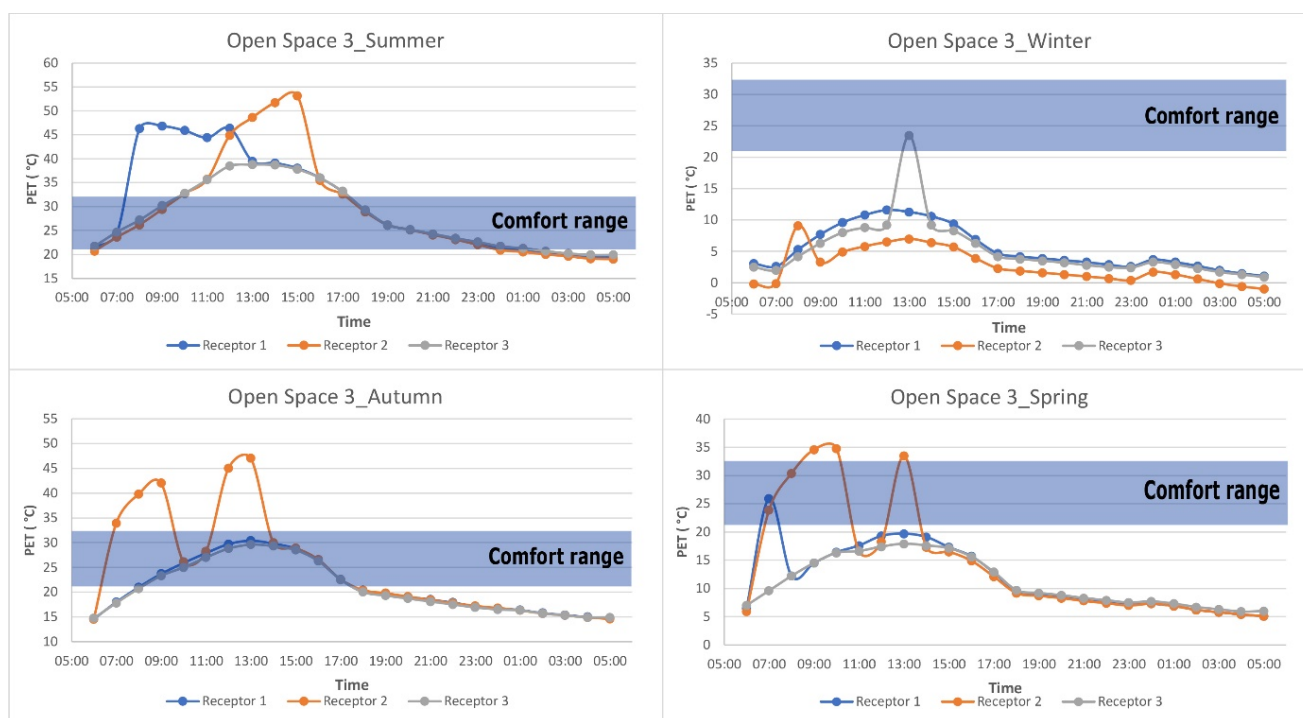 Open Space 3_Summer
60
55
50
45
40
35
30
25
20
15
PET ( °C)
Comfort range
05:00 07:00 09:00 11:00 13:00 15:00 17:00 19:00 21:00 23:00 01:00 03:00 05:00
Time
Receptor 1 Receptor 2 Receptor 3
Open Space 3_Winter
35
30
25
20
15
10
5
0
-5
PET ( °C)
Comfort range
05:00 07:00 09:00 11:00 13:00 15:00 17:00 19:00 21:00 23:00 01:00 03:00 05:00
Time
Receptor 1 Receptor 2 Receptor 3
Open Space 3_Autumn
55
50
45
40
35
30
25
20
15
10
PET ( °C)
Comfort range
05:00 07:00 09:00 11:00 13:00 15:00 17:00 19:00 21:00 23:00 01:00 03:00 05:00
Time
Receptor 1 Receptor 2 Receptor 3
Open Space 3_Spring
40
35
30
25
20
15
10
5
0
PET ( °C)
Comfort range
05:00 07:00 09:00 11:00 13:00 15:00 17:00 19:00 21:00 23:00 01:00 03:00 05:00
Time
Receptor 1 Receptor 2 Receptor 3